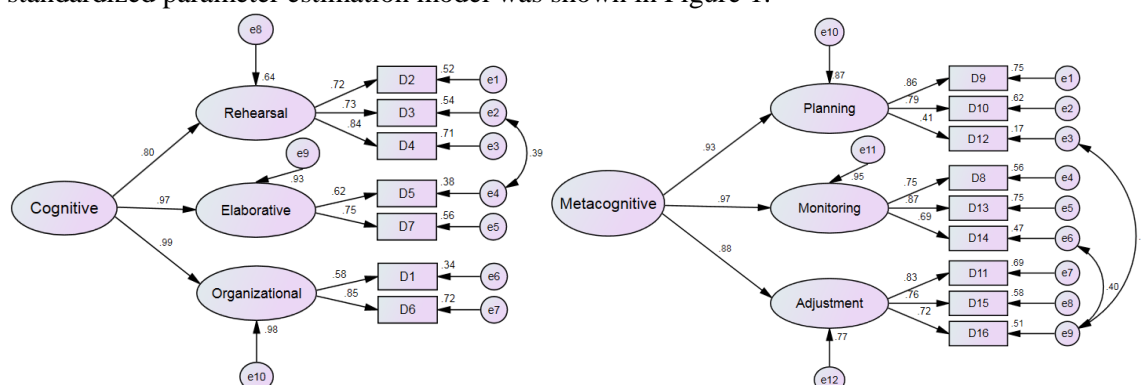 standardized parameter estimation model was shown in Figure 1.
e8
.64
Rehearsal
.72
D2
.52
e1
.73
D3
.54
e2
.84
D4
.71
e3
.39
e9
.93
.80
Cognitive
.97
Elaborative
.62
D5
.38
e4
.75
D7
.56
e5
.99
Organizational
.58
D1
.34
e6
.85
D6
.72
e7
.98
e10
e10
.87
Planning
.86
D9
.75
e1
.79
D10
.62
e2
.41
D12
.17
e3
.93
e11
.95
Metacognitive
.97
Monitoring
.75
D8
.56
e4
.87
D13
.75
e5
.69
D14
.47
e6
.88
Adjustment
.83
D11
.69
e7
.76
D15
.58
e8
.72
D16
.51
e9
.40
.77
e12